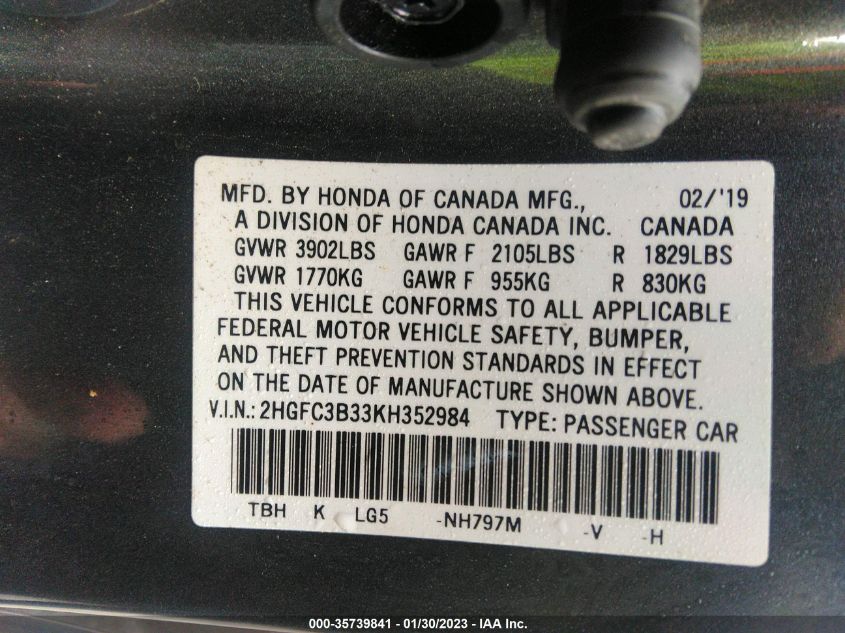 MFD. BY HONDA OF CANADA MFG., 02/'19
A DIVISION OF HONDA CANADA INC. CANADA
GVWR 3902LBS GAWR F 2105LBS R 1829LBS
GVWR 1770KG GAWR F 955KG R 830KG
THIS VEHICLE CONFORMS TO ALL APPLICABLE
FEDERAL MOTOR VEHICLE SAFETY, BUMPER,
AND THEFT PREVENTION STANDARDS IN EFFECT
ON THE DATE OF MANUFACTURE SHOWN ABOVE.
V.I.N.: 2HGFC3B33KH352984 TYPE: PASSENGER CAR
TBH K LG5 -NH797M -V -H
000-35739841 - 01/30/2023 - IAA Inc.